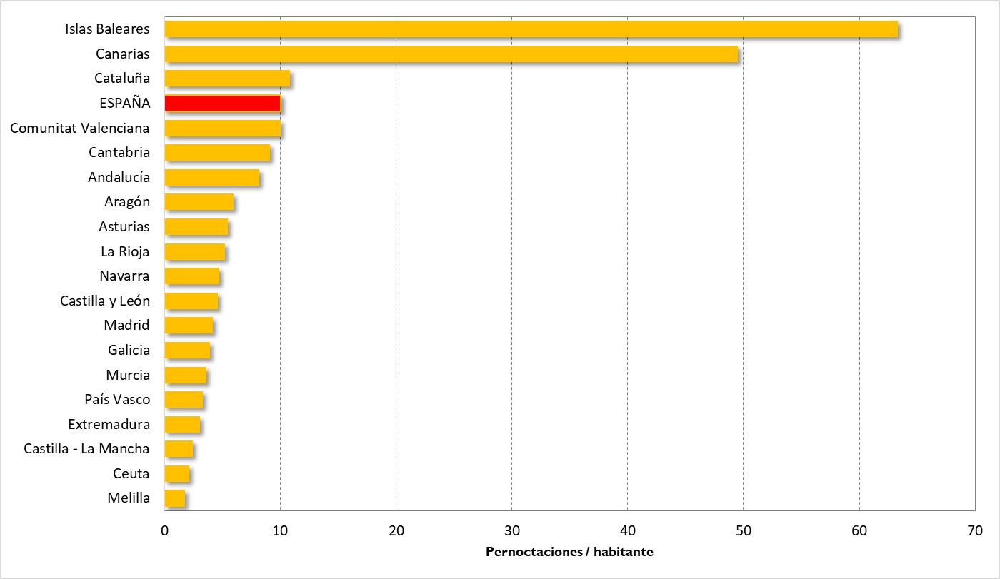 Islas Baleares
Canarias
Cataluña
ESPAÑA
Comunitat Valenciana
Cantabria
Andalucía
Aragón
Asturias
La Rioja
Navarra
Castilla y León
Madrid
Galicia
Murcia
País Vasco
Extremadura
Castilla - La Mancha
Ceuta
Melilla
0 10 20 30 40 50 60 70
Pernoctaciones / habitante